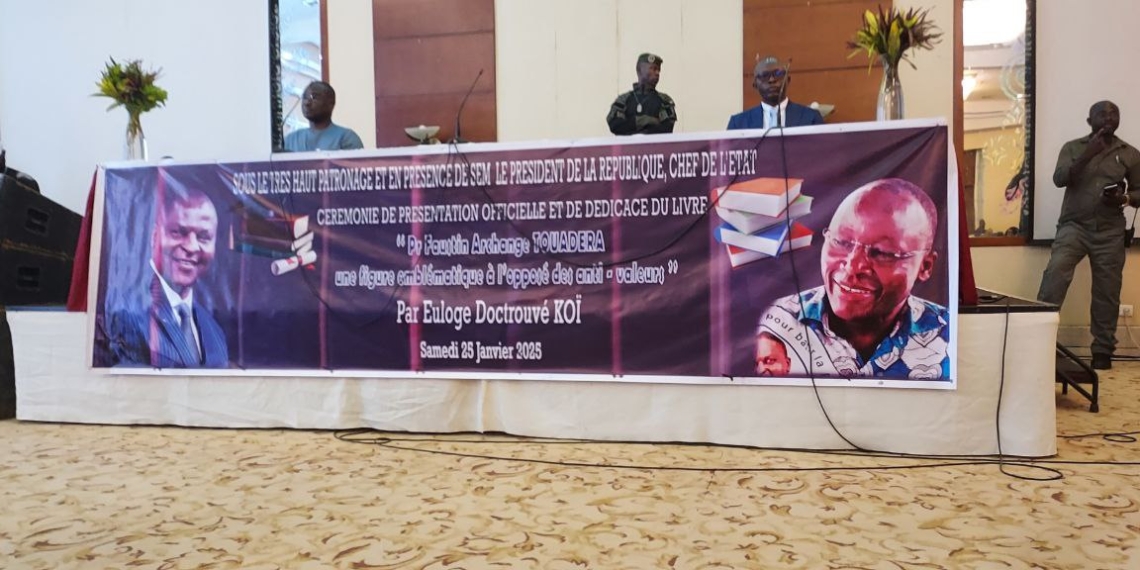 SOUS LE TRES HAUT PATRONAGE ET EN PRESENCE DE SEM LE PRESIDENT DE LA REPUBLIQUE, CHEF DE L'ETAT
CEREMONIE DE PRESENTATION OFFICIELLE ET DE DEDICACE DU LIVRE
“ Pr Faustin Archange TOUADERA
une figure emblématique à l'opposé des anti - valeurs ”
Par Euloge Doctrouvé KOÏ
Samedi 25 Janvier 2025
pour
la